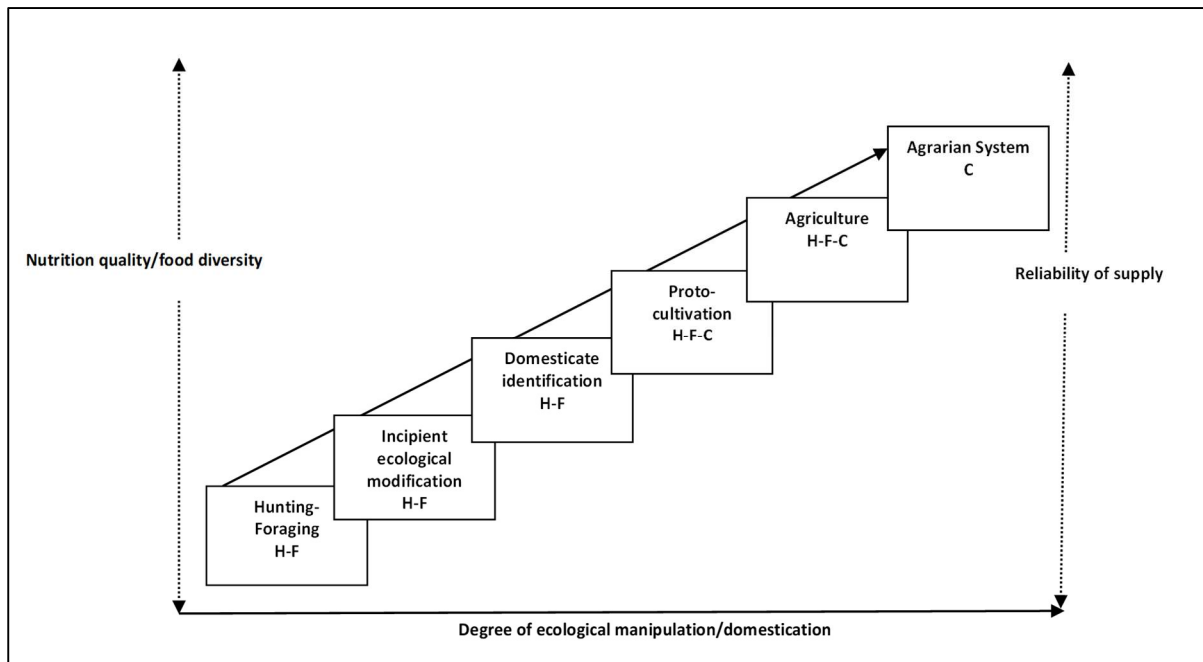 Agrarian System
C
Agriculture
H-F-C
Nutrition quality/food diversity
Reliability of supply
Proto-
cultivation
H-F-C
Domesticate
identification
H-F
Incipient
ecological
modification
H-F
Hunting-
Foraging
H-F
Degree of ecological manipulation/domestication